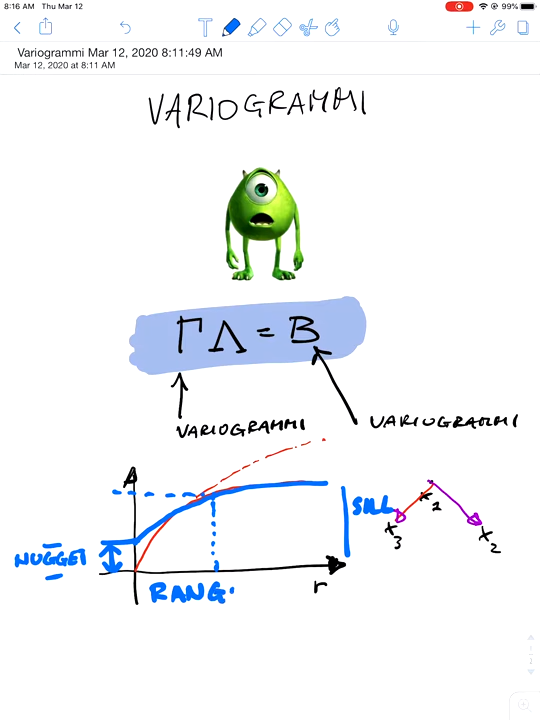 8:16 AM Thu Mar 12
99%
Variogrammi Mar 12, 2020 8:11:49 AM
Mar 12, 2020 at 8:11 AM
VARIOGRAMMI
ΓΛ = B
VARIOGRAMMI
VARIOGRAMMI
SILL
x1
x3
x2
NUGGET
RANG
r